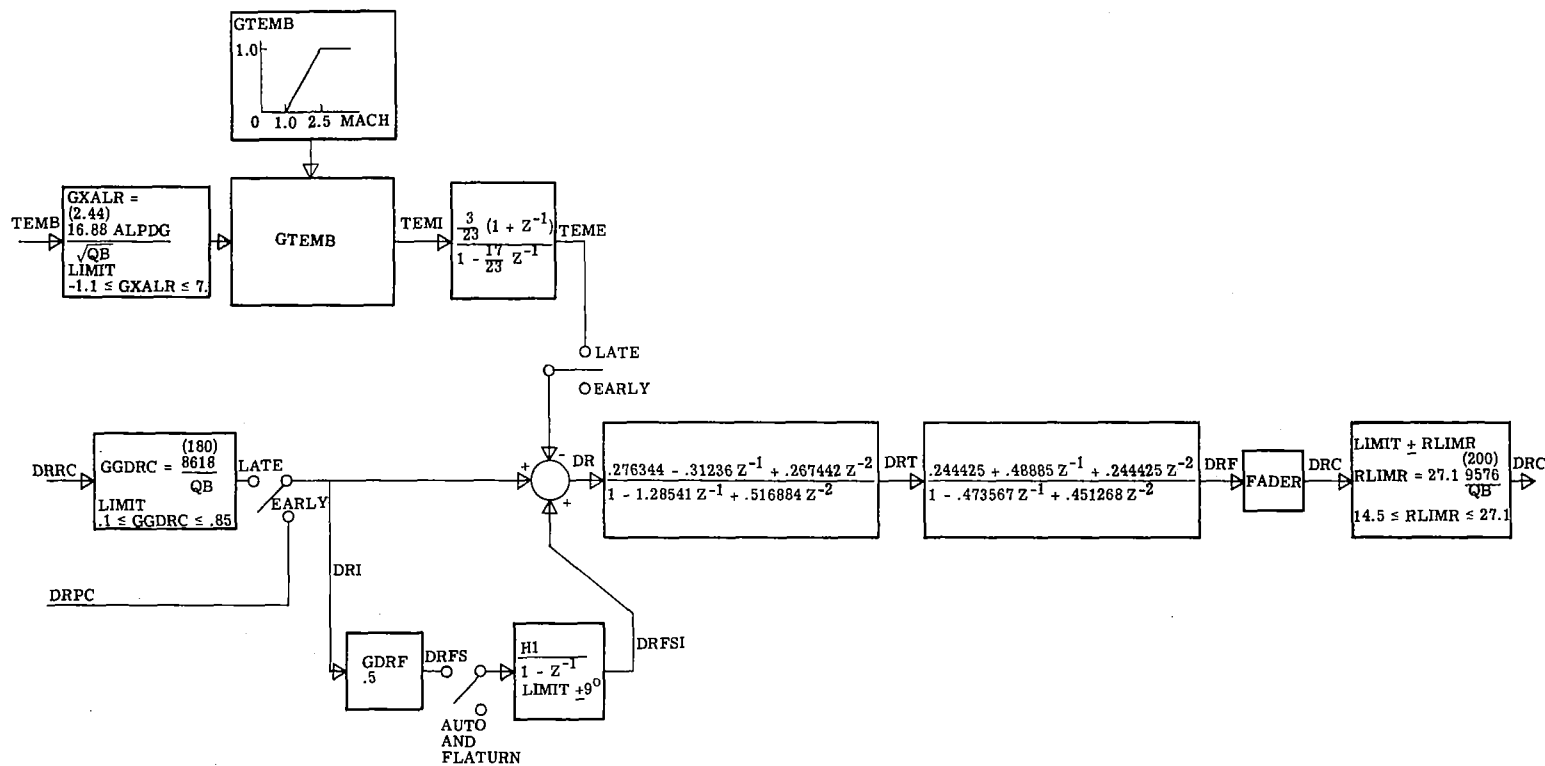 GTEMB
1.0
0 1.0 2.5 MACH
TEMB
GXALR =
(2.44)
16.88 ALPDG
√QB
LIMIT
-1.1 ≤ GXALR ≤ 7.
GTEMB
TEMI
3/23 (1 + Z⁻¹)
1 - 17/23 Z⁻¹
TEME
LATE
EARLY
DRRC
GGDRC = (180) 8618
QB
LIMIT
.1 ≤ GGDRC ≤ .85
LATE
EARLY
DRPC
DRI
GDRF
.5
DRFS
AUTO
AND
FLATURN
H1
1 - Z⁻¹
LIMIT ±9°
DRFSI
+
-
+
DR
.276344 - .31236 Z⁻¹ + .267442 Z⁻²
1 - 1.28541 Z⁻¹ + .516884 Z⁻²
DRT
.244425 + .48885 Z⁻¹ + .244425 Z⁻²
1 - .473567 Z⁻¹ + .451268 Z⁻²
DRF
FADER
DRC
LIMIT ± RLIMR
(200)
RLIMR = 27.1 9576
QB
14.5 ≤ RLIMR ≤ 27.1
DRC